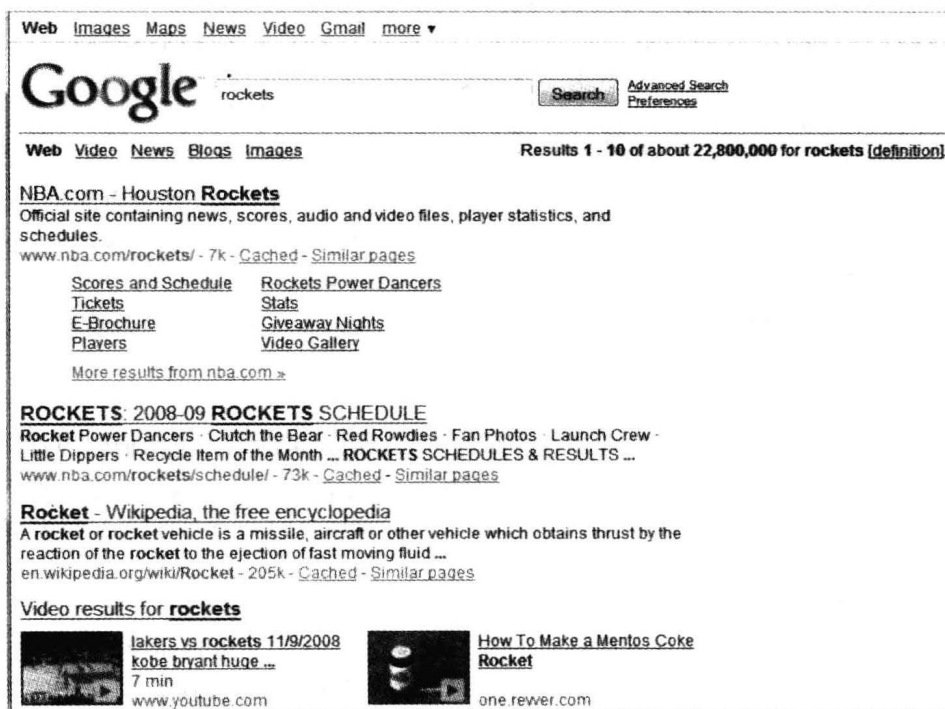 Web Images Maps News Video Gmail more ▾
Google rockets Search Advanced Search
Preferences
Web Video News Blogs Images Results 1 - 10 of about 22,800,000 for rockets [definition]
NBA.com - Houston Rockets
Official site containing news, scores, audio and video files, player statistics, and
schedules.
www.nba.com/rockets/ - 7k - Cached - Similar pages
Scores and Schedule Rockets Power Dancers
Tickets Stats
E-Brochure Giveaway Nights
Players Video Gallery
More results from nba.com »
ROCKETS: 2008-09 ROCKETS SCHEDULE
Rocket Power Dancers · Clutch the Bear · Red Rowdies · Fan Photos · Launch Crew ·
Little Dippers · Recycle Item of the Month ... ROCKETS SCHEDULES & RESULTS ...
www.nba.com/rockets/schedule/ - 73k - Cached - Similar pages
Rocket - Wikipedia, the free encyclopedia
A rocket or rocket vehicle is a missile, aircraft or other vehicle which obtains thrust by the
reaction of the rocket to the ejection of fast moving fluid ...
en.wikipedia.org/wiki/Rocket - 205k - Cached - Similar pages
Video results for rockets
lakers vs rockets 11/9/2008 How To Make a Mentos Coke
kobe bryant huge ... Rocket
7 min
www.youtube.com one.revver.com